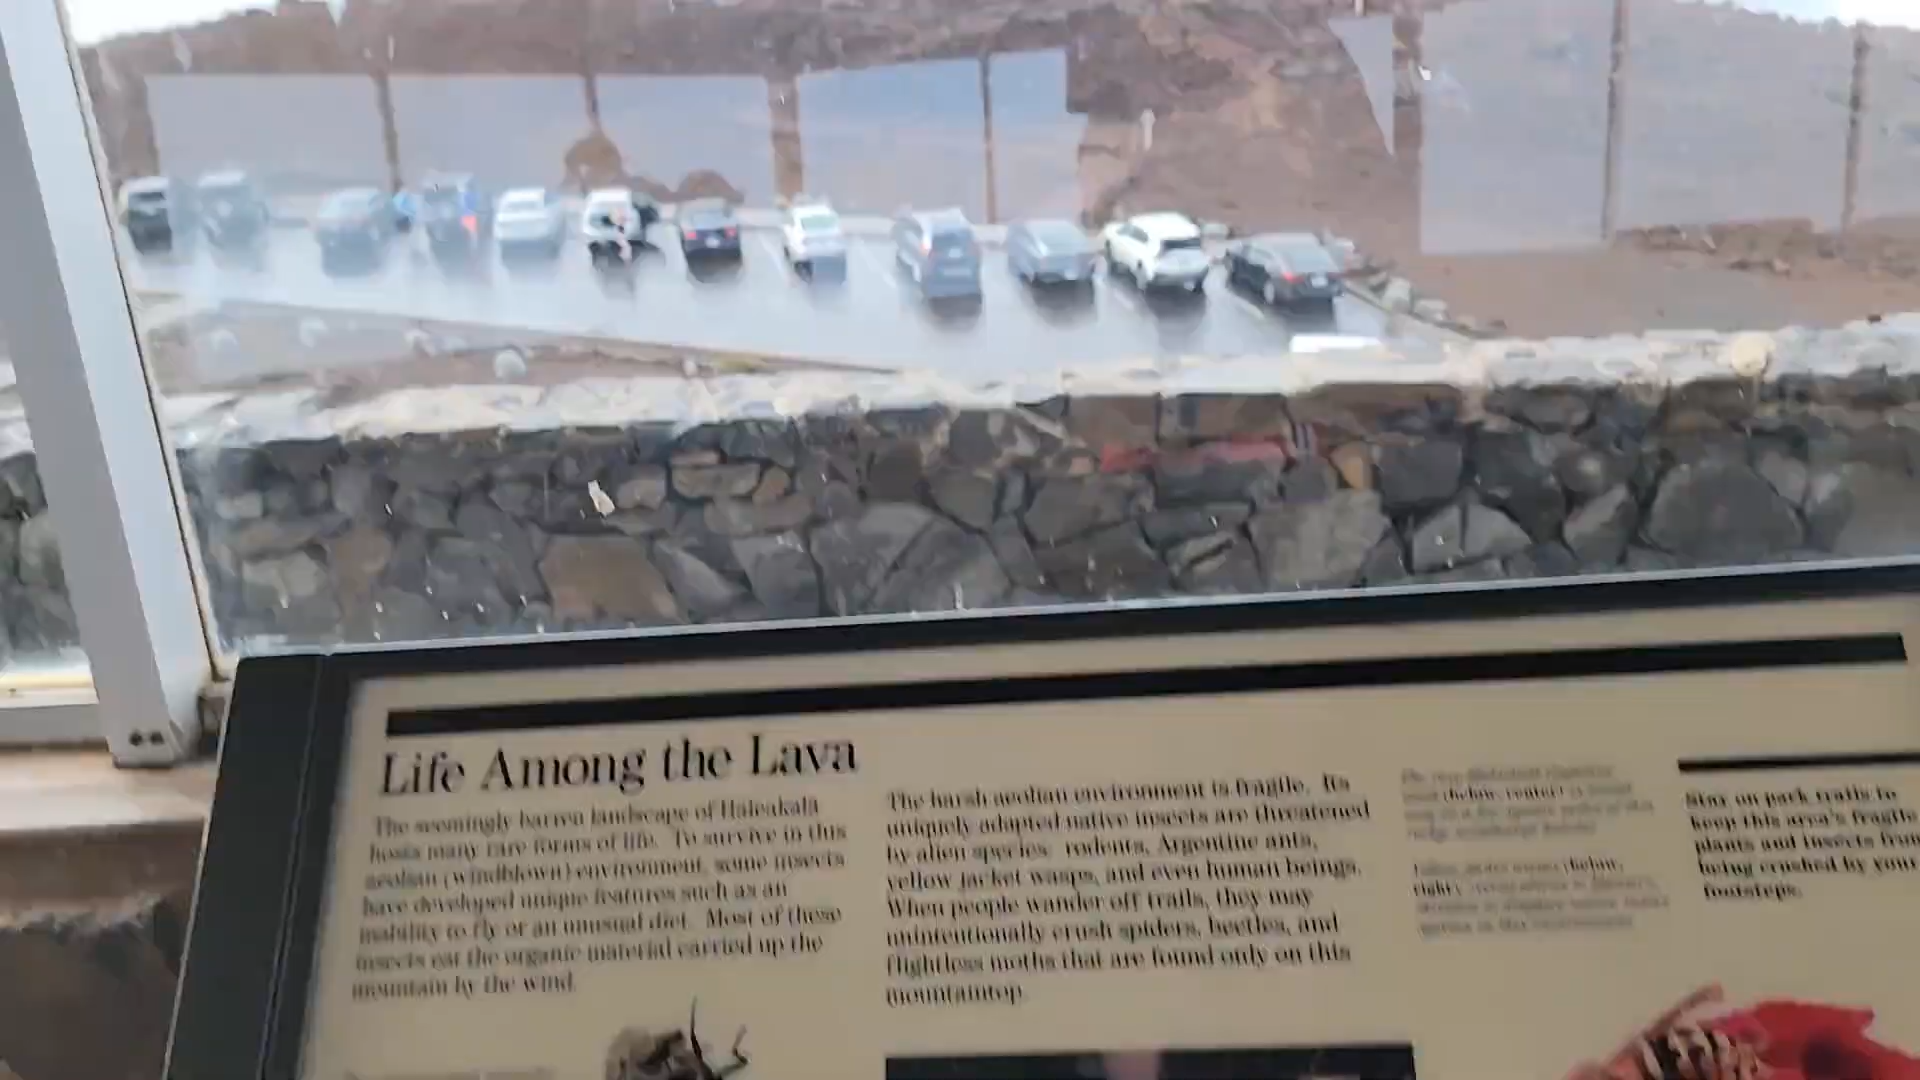 Life Among the Lava
The seemingly barren landscape of Haleakala
hosts many rare forms of life. To survive in this
aeolian (windblown) environment, some insects
have developed unique features such as an
inability to fly or an unusual diet. Most of these
insects eat the organic material carried up the
mountain by the wind.
The harsh aeolian environment is fragile. Its
uniquely adapted native insects are threatened
by alien species: rodents, Argentine ants,
yellow jacket wasps, and even human beings.
When people wander off trails, they may
unintentionally crush spiders, beetles, and
flightless moths that are found only on this
mountaintop.
(below, center)
(below,
right)
Stay on park trails to
keep this area's fragile
plants and insects from
being crushed by your
footsteps.